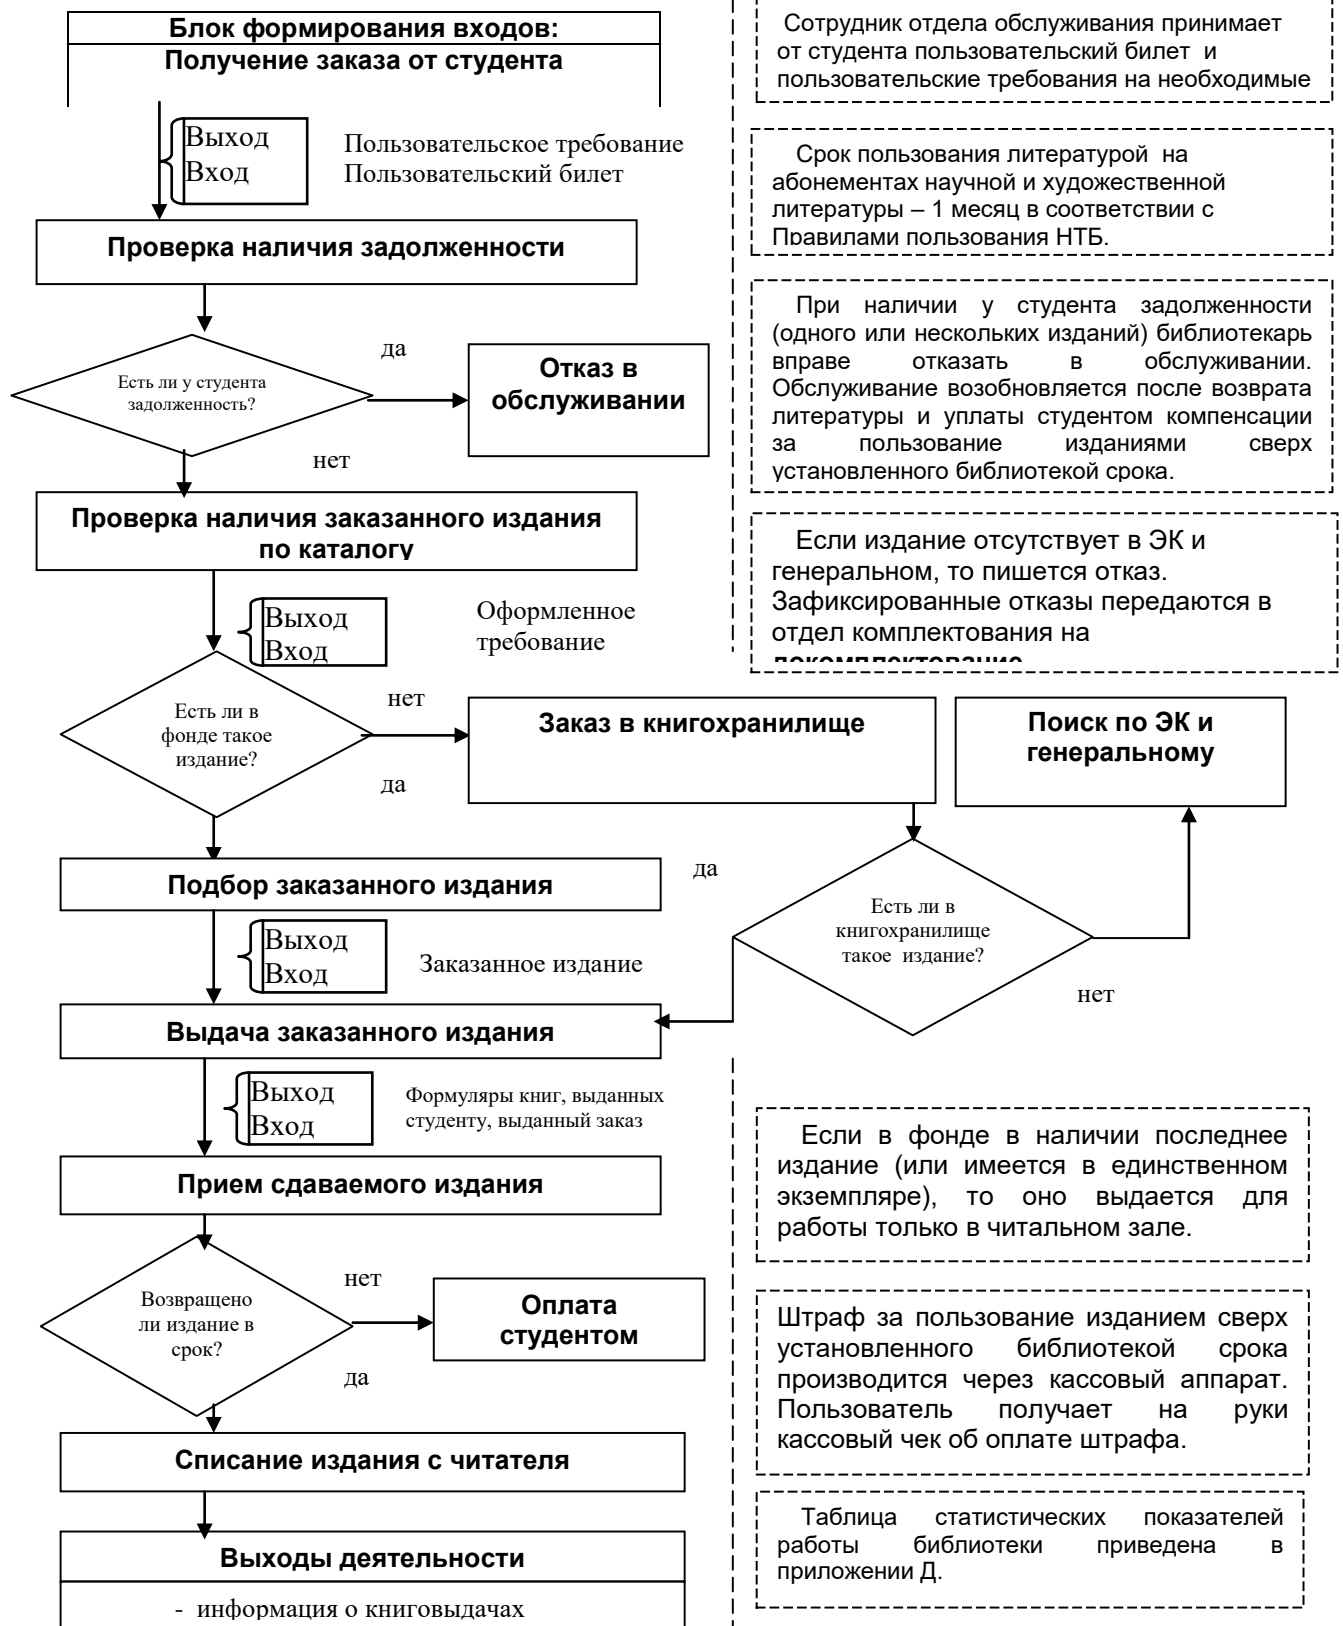 Блок формирования входов:
Получение заказа от студента
Выход
Вход
Пользовательское требование
Пользовательский билет
Проверка наличия задолженности
Есть ли у студента
задолженность?
да
Отказ в
обслуживании
нет
Проверка наличия заказанного издания
по каталогу
Выход
Вход
Оформленное
требование
Есть ли в
фонде такое
издание?
нет
да
Заказ в книгохранилище
Поиск по ЭК и
генеральному
Подбор заказанного издания
да
Есть ли в
книгохранилище
такое издание?
нет
Выход
Вход
Заказанное издание
Выдача заказанного издания
Выход
Вход
Формуляры книг, выданных
студенту, выданный заказ
Прием сдаваемого издания
Возвращено
ли издание в
срок?
нет
да
Оплата
студентом
Списание издания с читателя
Выходы деятельности
- информация о книговыдачах
Сотрудник отдела обслуживания принимает
от студента пользовательский билет и
пользовательские требования на необходимые
Срок пользования литературой на
абонементах научной и художественной
литературы – 1 месяц в соответствии с
Правилами пользования НТБ.
При наличии у студента задолженности
(одного или нескольких изданий) библиотекарь
вправе отказать в обслуживании.
Обслуживание возобновляется после возврата
литературы и уплаты студентом компенсации
за пользование изданиями сверх
установленного библиотекой срока.
Если издание отсутствует в ЭК и
генеральном, то пишется отказ.
Зафиксированные отказы передаются в
отдел комплектования на
докомплектование.
Если в фонде в наличии последнее
издание (или имеется в единственном
экземпляре), то оно выдается для
работы только в читальном зале.
Штраф за пользование изданием сверх
установленного библиотекой срока
производится через кассовый аппарат.
Пользователь получает на руки
кассовый чек об оплате штрафа.
Таблица статистических показателей
работы библиотеки приведена в
приложении Д.